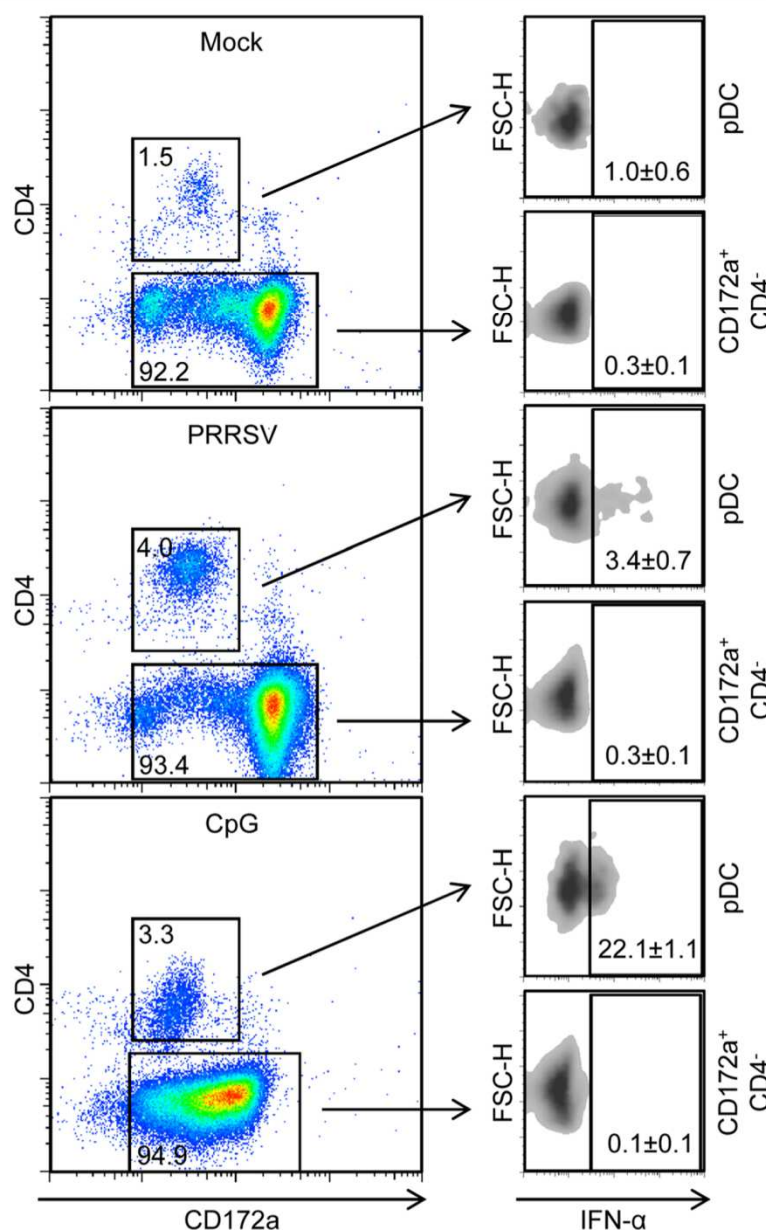 Mock
CD4
1.5
92.2
FSC-H
1.0±0.6
pDC
FSC-H
0.3±0.1
CD172a⁺
CD4⁻
PRRSV
CD4
4.0
93.4
FSC-H
3.4±0.7
pDC
FSC-H
0.3±0.1
CD172a⁺
CD4⁻
CpG
CD4
3.3
94.9
FSC-H
22.1±1.1
pDC
FSC-H
0.1±0.1
CD172a⁺
CD4⁻
CD172a
IFN-α